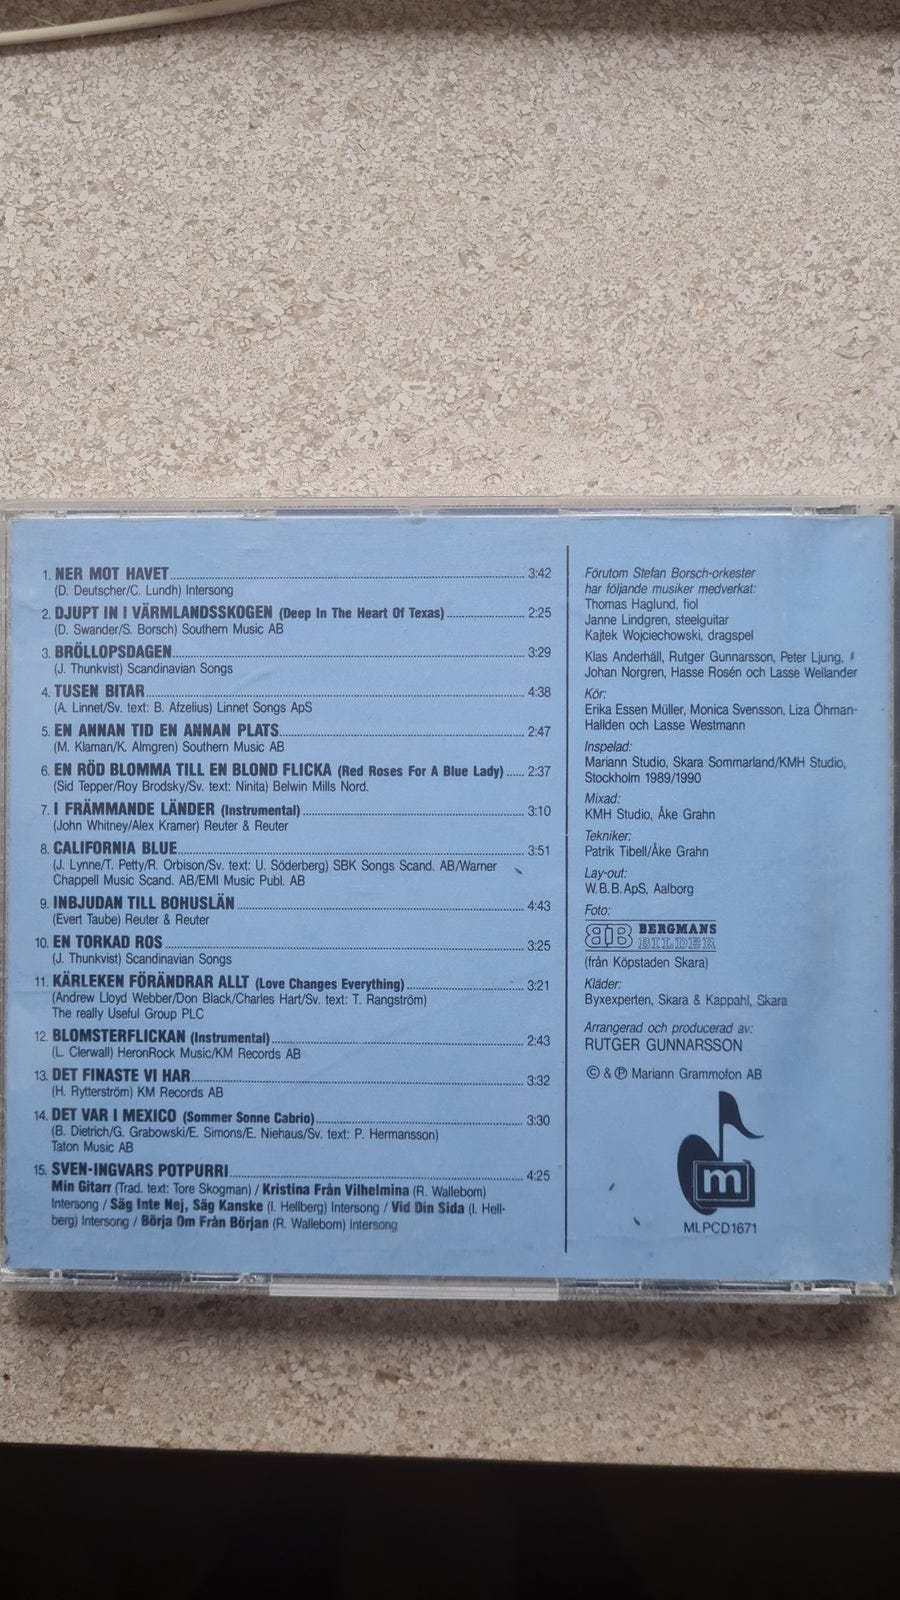 1. NER MOT HAVET 3:42
(D. Deutscher/C. Lundh) Intersong
2. DJUPT IN I VÄRMLANDSSKOGEN (Deep In The Heart Of Texas) 2:25
(D. Swander/S. Borsch) Southern Music AB
3. BRÖLLOPSDAGEN 3:29
(J. Thunkvist) Scandinavian Songs
4. TUSEN BITAR 4:38
(A. Linnet/Sv. text: B. Afzelius) Linnet Songs ApS
5. EN ANNAN TID EN ANNAN PLATS 2:47
(M. Klaman/K. Almgren) Southern Music AB
6. EN RÖD BLOMMA TILL EN BLOND FLICKA (Red Roses For A Blue Lady) 2:37
(Sid Tepper/Roy Brodsky/Sv. text: Ninita) Belwin Mills Nord.
7. I FRÄMMANDE LÄNDER (Instrumental) 3:10
(John Whitney/Alex Kramer) Reuter & Reuter
8. CALIFORNIA BLUE 3:51
(J. Lynne/T. Petty/R. Orbison/Sv. text: U. Söderberg) SBK Songs Scand. AB/Warner
Chappell Music Scand. AB/EMI Music Publ. AB
9. INBJUDAN TILL BOHUSLÄN 4:43
(Evert Taube) Reuter & Reuter
10. EN TORKAD ROS 3:25
(J. Thunkvist) Scandinavian Songs
11. KÄRLEKEN FÖRÄNDRAR ALLT (Love Changes Everything) 3:21
(Andrew Lloyd Webber/Don Black/Charles Hart/Sv. text: T. Rangström)
The really Useful Group PLC
12. BLOMSTERFLICKAN (Instrumental) 2:43
(L. Clerwall) HeronRock Music/KM Records AB
13. DET FINASTE VI HAR 3:32
(H. Rytterström) KM Records AB
14. DET VAR I MEXICO (Sommer Sonne Cabrio) 3:30
(B. Dietrich/G. Grabowski/E. Simons/E. Niehaus/Sv. text: P. Hermansson)
Taton Music AB
15. SVEN-INGVARS POTPURRI 4:25
Min Gitarr (Trad. text: Tore Skogman) / Kristina Från Vilhelmina (R. Wallebom)
Intersong / Säg Inte Nej, Säg Kanske (I. Hellberg) Intersong / Vid Din Sida (I. Hell-
berg) Intersong / Börja Om Från Början (R. Wallebom) Intersong
Förutom Stefan Borsch-orkester
har följande musiker medverkat:
Thomas Haglund, fiol
Janne Lindgren, steelguitar
Kajtek Wojciechowski, dragspel
Klas Anderhäll, Rutger Gunnarsson, Peter Ljung,
Johan Norgren, Hasse Rosén och Lasse Wellander
Kör:
Erika Essen Müller, Monica Svensson, Liza Öhman-
Hallden och Lasse Westmann
Inspelad:
Mariann Studio, Skara Sommarland/KMH Studio,
Stockholm 1989/1990
Mixad:
KMH Studio, Åke Grahn
Tekniker:
Patrik Tibell/Åke Grahn
Lay-out:
W.B.B. ApS, Aalborg
Foto:
BB BERGMANS
BILDER
(från Köpstaden Skara)
Kläder:
Byxexperten, Skara & Kappahl, Skara
Arrangerad och producerad av:
RUTGER GUNNARSSON
© & ℗ Mariann Grammofon AB
m
MLPCD1671